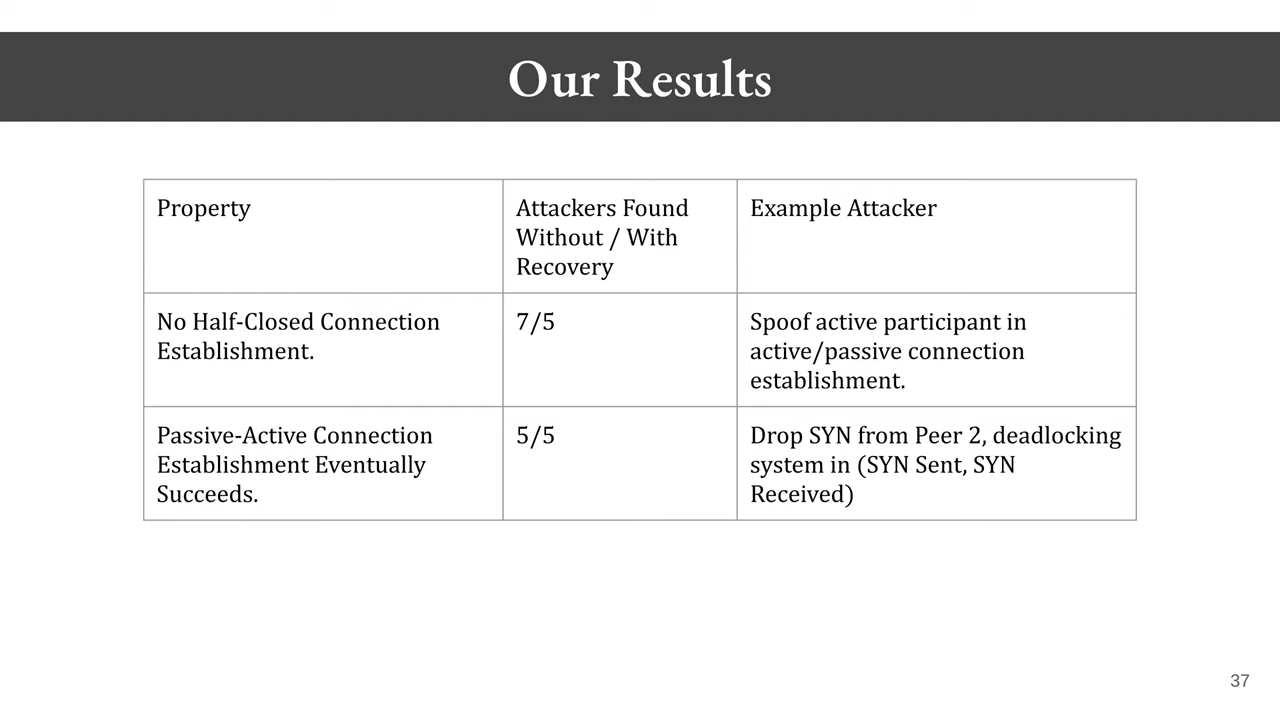 Our Results
Property
Attackers Found
Without / With
Recovery
Example Attacker
No Half-Closed Connection
Establishment.
7/5
Spoof active participant in
active/passive connection
establishment.
Passive-Active Connection
Establishment Eventually
Succeeds.
5/5
Drop SYN from Peer 2, deadlocking
system in (SYN Sent, SYN
Received)
37